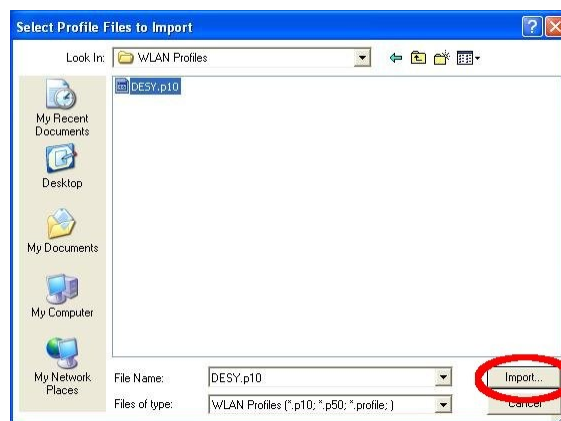 Select Profile Files to Import
Look In:
WLAN Profiles
DESY.p10
My Recent
Documents
Desktop
My Documents
My Computer
My Network
Places
File Name:
DESY.p10
Import...
Files of type:
WLAN Profiles (*.p10; *.p50; *.profile; )
Cancel